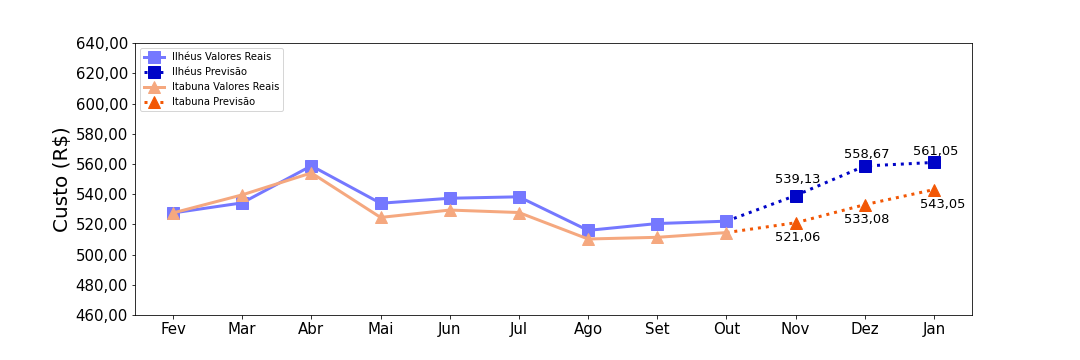 640,00
620,00
600,00
580,00
560,00
540,00
520,00
500,00
480,00
460,00
Custo (R$)
Ilhéus Valores Reais
Ilhéus Previsão
Itabuna Valores Reais
Itabuna Previsão
539,13
558,67
561,05
521,06
533,08
543,05
Fev Mar Abr Mai Jun Jul Ago Set Out Nov Dez Jan